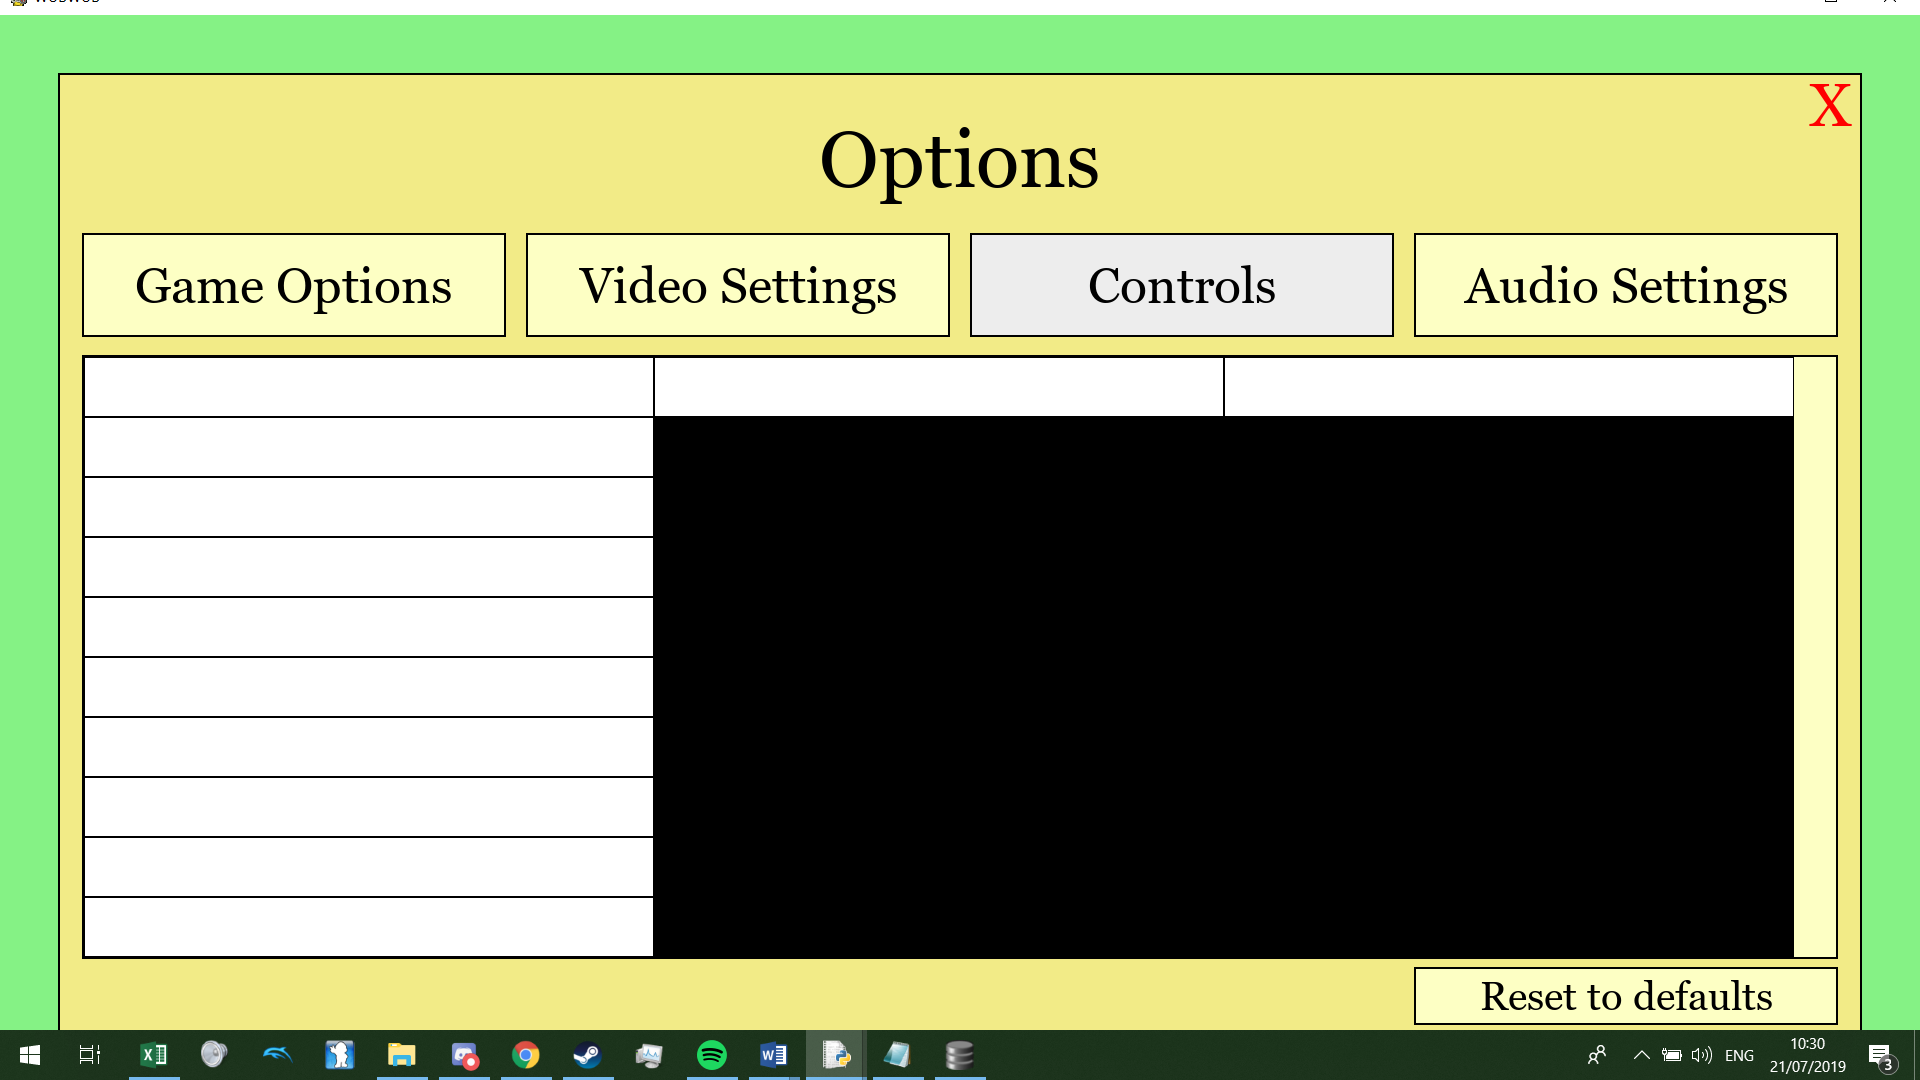 X
Options
Game Options
Video Settings
Controls
Audio Settings
Reset to defaults
ENG
10:30
21/07/2019
3